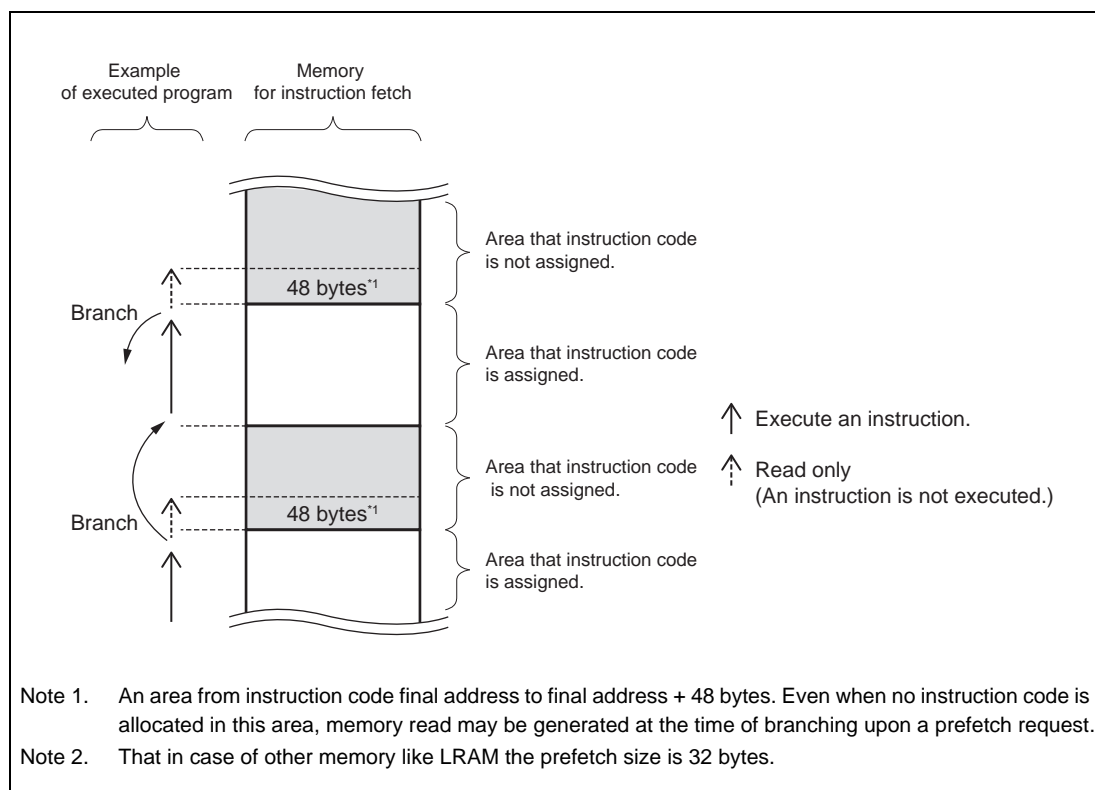 Example
of executed program
Memory
for instruction fetch
Area that instruction code
is not assigned.
48 bytes*1
Branch
Area that instruction code
is assigned.
Execute an instruction.
Area that instruction code
is not assigned.
Read only
(An instruction is not executed.)
48 bytes*1
Branch
Area that instruction code
is assigned.
Note 1. An area from instruction code final address to final address + 48 bytes. Even when no instruction code is
allocated in this area, memory read may be generated at the time of branching upon a prefetch request.
Note 2. That in case of other memory like LRAM the prefetch size is 32 bytes.